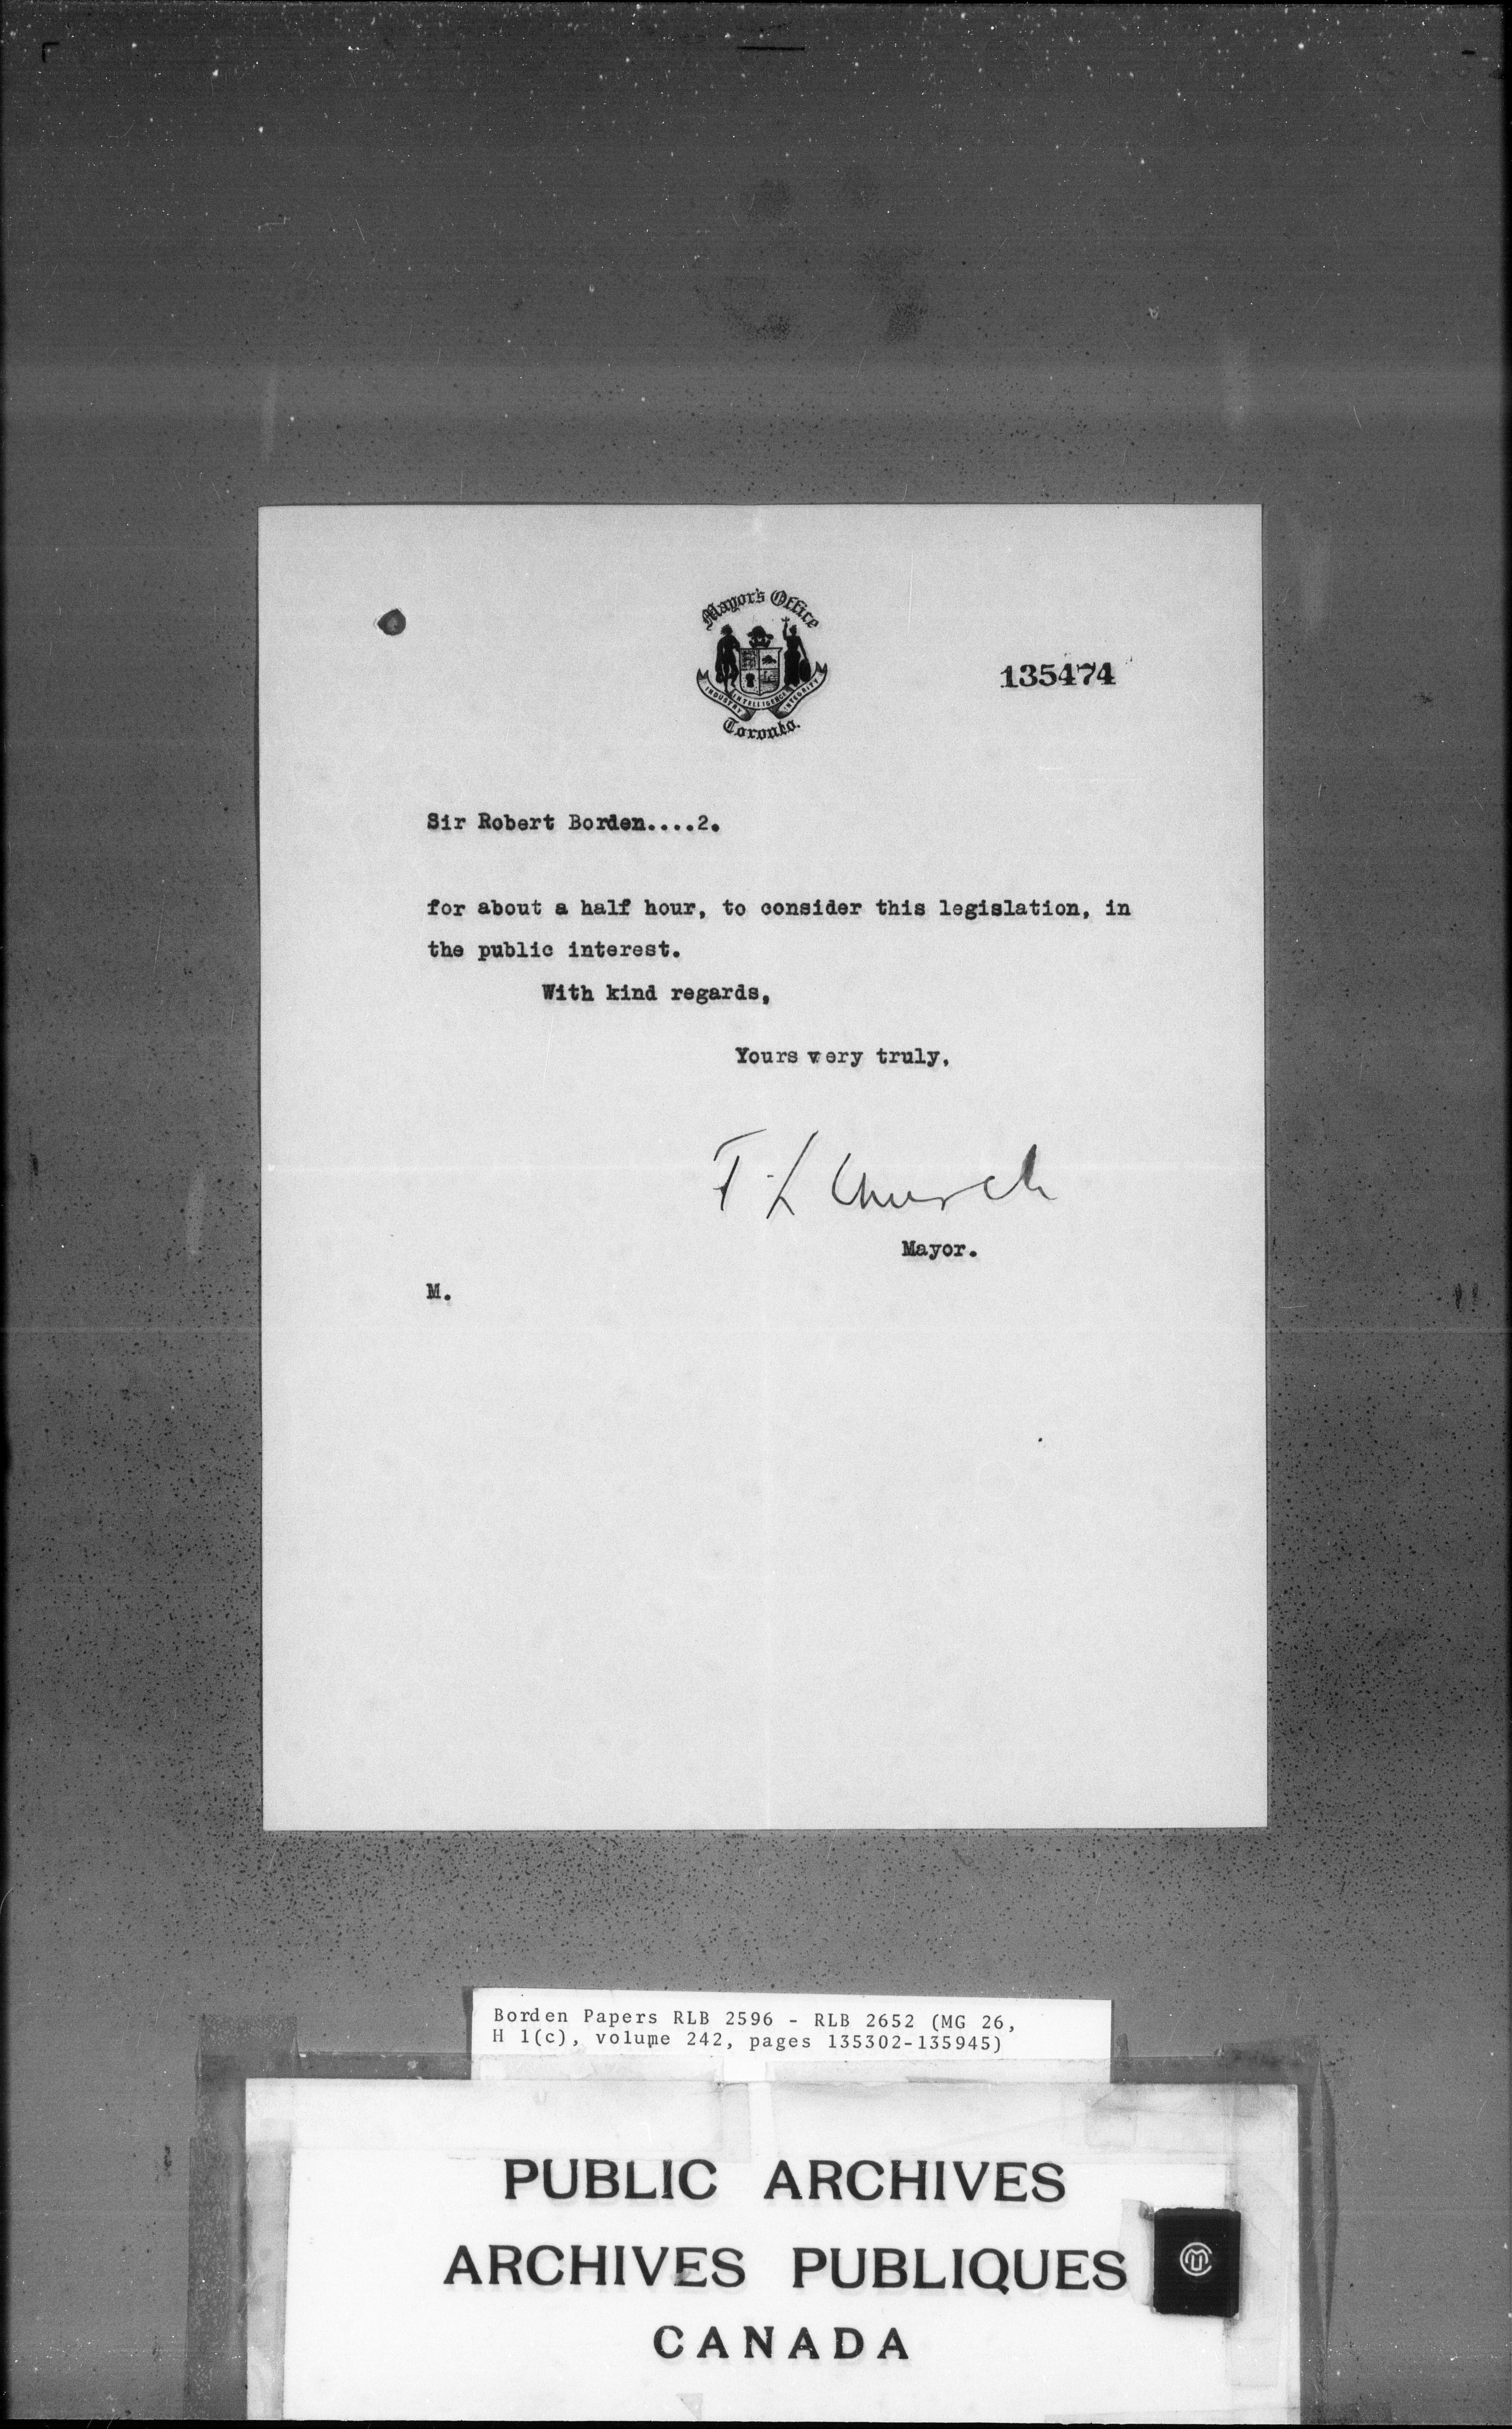 Mayor's Office
INDUSTRY INTELLIGENCE INTEGRITY
Toronto.
135474
Sir Robert Borden....2.
for about a half hour, to consider this legislation, in
the public interest.
With kind regards,
Yours very truly,
T. L Church
Mayor.
M.
Borden Papers RLB 2596 - RLB 2652 (MG 26,
H 1(c), volume 242, pages 135302-135945)
PUBLIC ARCHIVES
ARCHIVES PUBLIQUES
CANADA